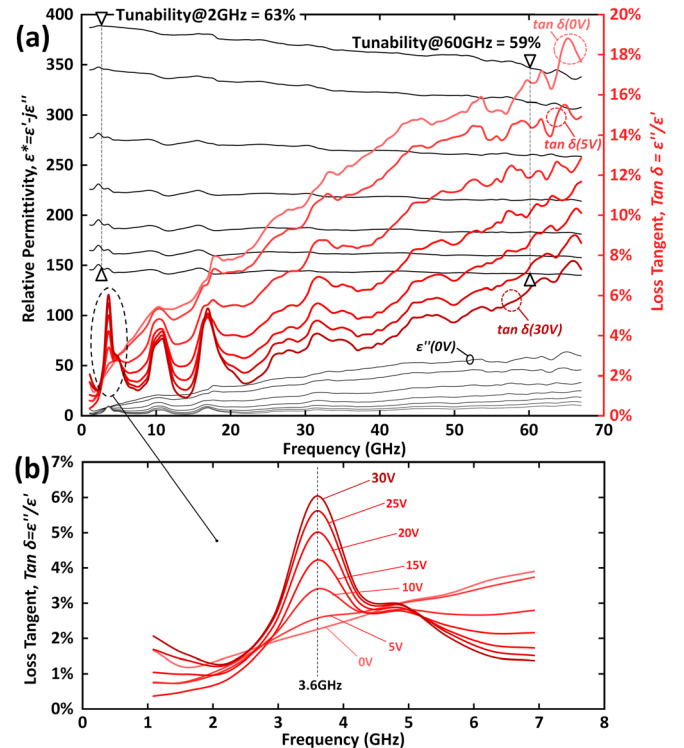 (a)
Tunability@2GHz = 63%
Tunability@60GHz = 59%
tan δ(0V)
tan δ(5V)
tan δ(30V)
ε''(0V)
Relative Permittivity, ε*=ε'-jε''
400
350
300
250
200
150
100
50
0
20%
18%
16%
14%
12%
10%
8%
6%
4%
2%
0%
Loss Tangent, Tan δ = ε''/ε'
0 10 20 30 40 50 60 70
Frequency (GHz)
(b)
Loss Tangent, Tan δ=ε''/ε'
7%
6%
5%
4%
3%
2%
1%
0%
30V
25V
20V
15V
10V
5V
0V
3.6GHz
0 1 2 3 4 5 6 7 8
Frequency (GHz)